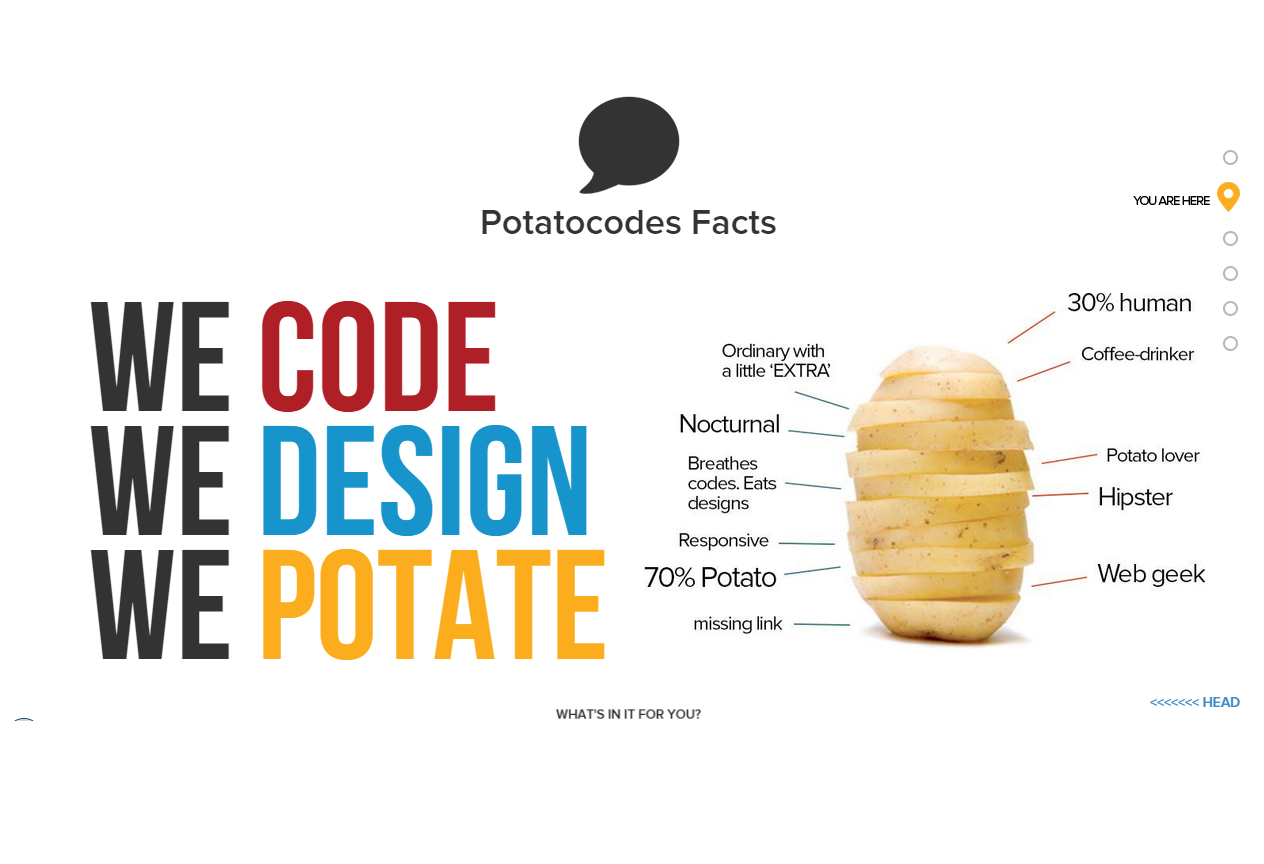 Potatocodes Facts
YOU ARE HERE
WE CODE
WE DESIGN
WE POTATE
Ordinary with
a little ‘EXTRA’
Nocturnal
Breathes
codes. Eats
designs
Responsive
70% Potato
missing link
30% human
Coffee-drinker
Potato lover
Hipster
Web geek
WHAT'S IN IT FOR YOU?
<<<<<<< HEAD